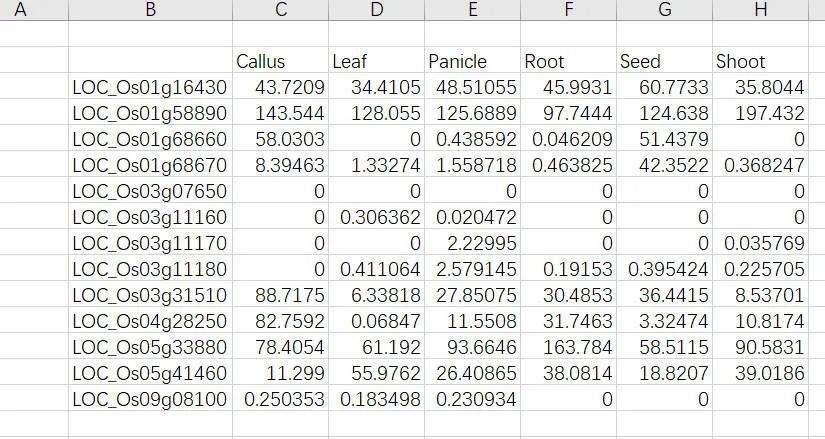 A B C D E F G H
Callus Leaf Panicle Root Seed Shoot
LOC_Os01g16430 43.7209 34.4105 48.51055 45.9931 60.7733 35.8044
LOC_Os01g58890 143.544 128.055 125.6889 97.7444 124.638 197.432
LOC_Os01g68660 58.0303 0 0.438592 0.046209 51.4379 0
LOC_Os01g68670 8.39463 1.33274 1.558718 0.463825 42.3522 0.368247
LOC_Os03g07650 0 0 0 0 0 0
LOC_Os03g11160 0 0.306362 0.020472 0 0 0
LOC_Os03g11170 0 0 2.22995 0 0 0.035769
LOC_Os03g11180 0 0.411064 2.579145 0.19153 0.395424 0.225705
LOC_Os03g31510 88.7175 6.33818 27.85075 30.4853 36.4415 8.53701
LOC_Os04g28250 82.7592 0.06847 11.5508 31.7463 3.32474 10.8174
LOC_Os05g33880 78.4054 61.192 93.6646 163.784 58.5115 90.5831
LOC_Os05g41460 11.299 55.9762 26.40865 38.0814 18.8207 39.0186
LOC_Os09g08100 0.250353 0.183498 0.230934 0 0 0